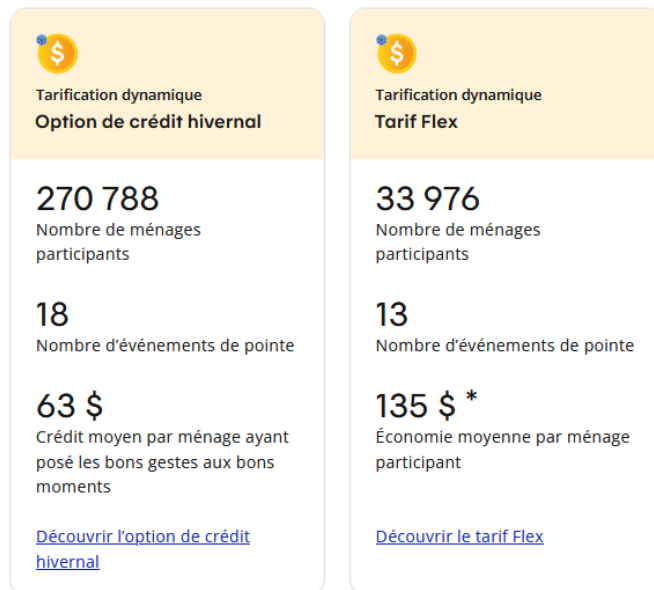 $
Tarification dynamique
Option de crédit hivernal
270 788
Nombre de ménages
participants
18
Nombre d’événements de pointe
63 $
Crédit moyen par ménage ayant
posé les bons gestes aux bons
moments
Découvrir l’option de crédit
hivernal
$
Tarification dynamique
Tarif Flex
33 976
Nombre de ménages
participants
13
Nombre d’événements de pointe
135 $ *
Économie moyenne par ménage
participant
Découvrir le tarif Flex